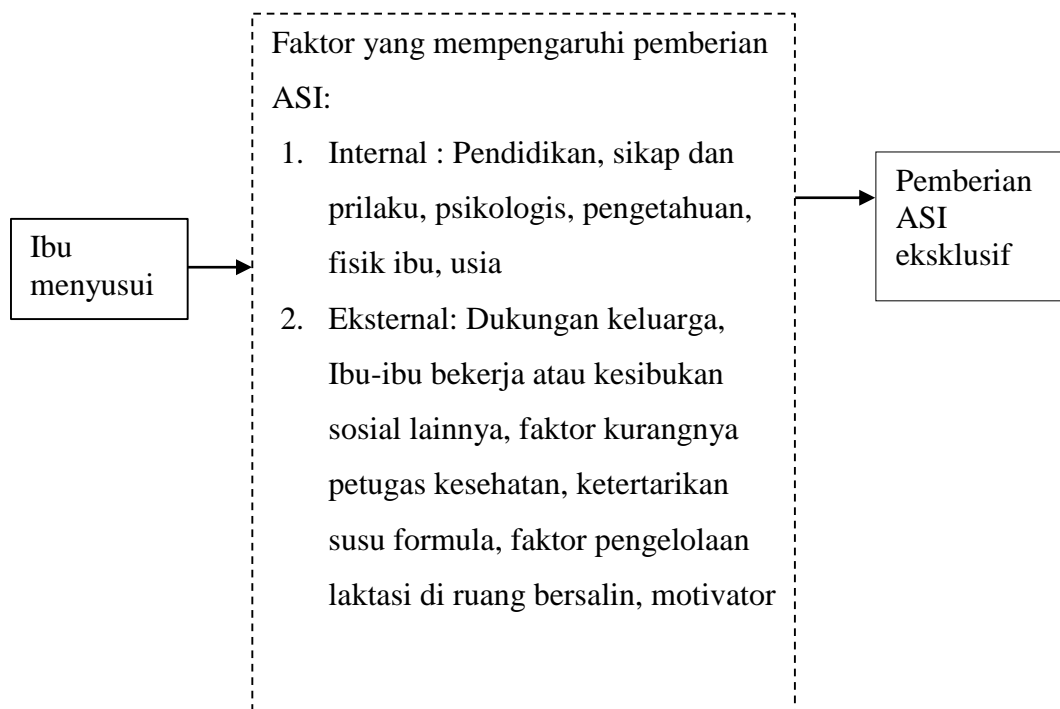 Ibu
menyusui
Faktor yang mempengaruhi pemberian
ASI:
1. Internal : Pendidikan, sikap dan
prilaku, psikologis, pengetahuan,
fisik ibu, usia
2. Eksternal: Dukungan keluarga,
Ibu-ibu bekerja atau kesibukan
sosial lainnya, faktor kurangnya
petugas kesehatan, ketertarikan
susu formula, faktor pengelolaan
laktasi di ruang bersalin, motivator
Pemberian
ASI
eksklusif